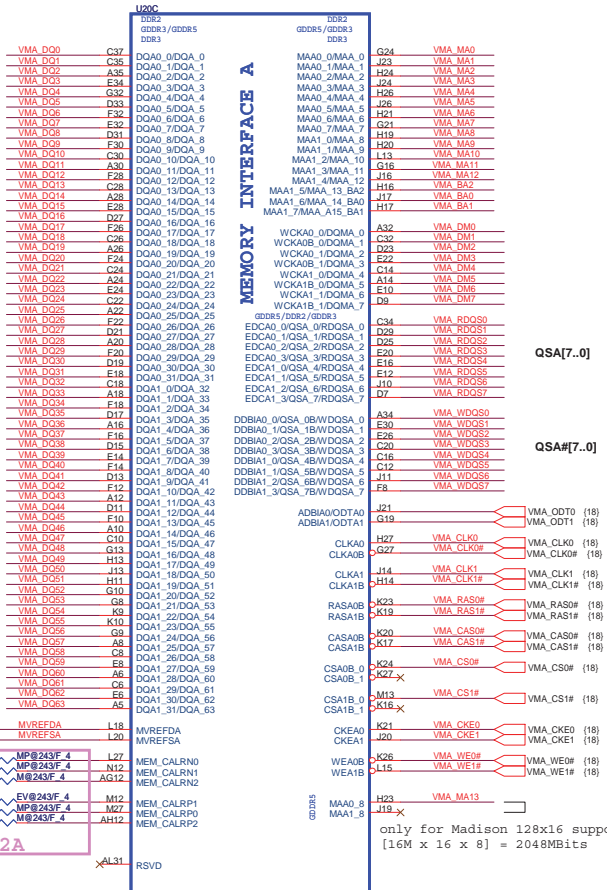 U20C
DDR2
GDDR3/GDDR5
DDR3
DDR2
GDDR5/GDDR3
DDR3
MEMORY INTERFACE A
VMA_DQ0 C37 DQA0_0/DQA_0
VMA_DQ1 C35 DQA0_1/DQA_1
VMA_DQ2 A35 DQA0_2/DQA_2
VMA_DQ3 E34 DQA0_3/DQA_3
VMA_DQ4 G32 DQA0_4/DQA_4
VMA_DQ5 D33 DQA0_5/DQA_5
VMA_DQ6 F32 DQA0_6/DQA_6
VMA_DQ7 E32 DQA0_7/DQA_7
VMA_DQ8 D31 DQA0_8/DQA_8
VMA_DQ9 F30 DQA0_9/DQA_9
VMA_DQ10 C30 DQA0_10/DQA_10
VMA_DQ11 A30 DQA0_11/DQA_11
VMA_DQ12 F28 DQA0_12/DQA_12
VMA_DQ13 C28 DQA0_13/DQA_13
VMA_DQ14 A28 DQA0_14/DQA_14
VMA_DQ15 E28 DQA0_15/DQA_15
VMA_DQ16 D27 DQA0_16/DQA_16
VMA_DQ17 F26 DQA0_17/DQA_17
VMA_DQ18 C26 DQA0_18/DQA_18
VMA_DQ19 A26 DQA0_19/DQA_19
VMA_DQ20 F24 DQA0_20/DQA_20
VMA_DQ21 C24 DQA0_21/DQA_21
VMA_DQ22 A24 DQA0_22/DQA_22
VMA_DQ23 E24 DQA0_23/DQA_23
VMA_DQ24 C22 DQA0_24/DQA_24
VMA_DQ25 A22 DQA0_25/DQA_25
VMA_DQ26 F22 DQA0_26/DQA_26
VMA_DQ27 D21 DQA0_27/DQA_27
VMA_DQ28 A20 DQA0_28/DQA_28
VMA_DQ29 F20 DQA0_29/DQA_29
VMA_DQ30 D19 DQA0_30/DQA_30
VMA_DQ31 E18 DQA0_31/DQA_31
VMA_DQ32 C18 DQA1_0/DQA_32
VMA_DQ33 A18 DQA1_1/DQA_33
VMA_DQ34 F18 DQA1_2/DQA_34
VMA_DQ35 D17 DQA1_3/DQA_35
VMA_DQ36 A16 DQA1_4/DQA_36
VMA_DQ37 F16 DQA1_5/DQA_37
VMA_DQ38 D15 DQA1_6/DQA_38
VMA_DQ39 E14 DQA1_7/DQA_39
VMA_DQ40 F14 DQA1_8/DQA_40
VMA_DQ41 D13 DQA1_9/DQA_41
VMA_DQ42 F12 DQA1_10/DQA_42
VMA_DQ43 A12 DQA1_11/DQA_43
VMA_DQ44 D11 DQA1_12/DQA_44
VMA_DQ45 F10 DQA1_13/DQA_45
VMA_DQ46 A10 DQA1_14/DQA_46
VMA_DQ47 C10 DQA1_15/DQA_47
VMA_DQ48 G13 DQA1_16/DQA_48
VMA_DQ49 H13 DQA1_17/DQA_49
VMA_DQ50 J13 DQA1_18/DQA_50
VMA_DQ51 H11 DQA1_19/DQA_51
VMA_DQ52 G10 DQA1_20/DQA_52
VMA_DQ53 G8 DQA1_21/DQA_53
VMA_DQ54 K9 DQA1_22/DQA_54
VMA_DQ55 K10 DQA1_23/DQA_55
VMA_DQ56 G9 DQA1_24/DQA_56
VMA_DQ57 A8 DQA1_25/DQA_57
VMA_DQ58 C8 DQA1_26/DQA_58
VMA_DQ59 E8 DQA1_27/DQA_59
VMA_DQ60 A6 DQA1_28/DQA_60
VMA_DQ61 C6 DQA1_29/DQA_61
VMA_DQ62 E6 DQA1_30/DQA_62
VMA_DQ63 A5 DQA1_31/DQA_63
MVREFDA L18 MVREFDA
MVREFSA L20 MVREFSA
MP@243/F_4 L27 MEM_CALRN0
MP@243/F_4 N12 MEM_CALRN1
M@243/F_4 AG12 MEM_CALRN2
EV@243/F_4 M12 MEM_CALRP1
MP@243/F_4 M27 MEM_CALRP0
M@243/F_4 AH12 MEM_CALRP2
2A
AL31 RSVD
MAA0_0/MAA_0 G24 VMA_MA0
MAA0_1/MAA_1 J23 VMA_MA1
MAA0_2/MAA_2 H24 VMA_MA2
MAA0_3/MAA_3 J24 VMA_MA3
MAA0_4/MAA_4 H26 VMA_MA4
MAA0_5/MAA_5 J26 VMA_MA5
MAA0_6/MAA_6 H21 VMA_MA6
MAA0_7/MAA_7 G21 VMA_MA7
MAA1_0/MAA_8 H19 VMA_MA8
MAA1_1/MAA_9 H20 VMA_MA9
MAA1_2/MAA_10 L13 VMA_MA10
MAA1_3/MAA_11 G16 VMA_MA11
MAA1_4/MAA_12 J16 VMA_MA12
MAA1_5/MAA_13_BA2 H16 VMA_BA2
MAA1_6/MAA_14_BA0 J17 VMA_BA0
MAA1_7/MAA_A15_BA1 H17 VMA_BA1
WCKA0_0/DQMA_0 A32 VMA_DM0
WCKA0B_0/DQMA_1 C32 VMA_DM1
WCKA0_1/DQMA_2 D23 VMA_DM2
WCKA0B_1/DQMA_3 E22 VMA_DM3
WCKA1_0/DQMA_4 C14 VMA_DM4
WCKA1B_0/DQMA_5 A14 VMA_DM5
WCKA1_1/DQMA_6 E10 VMA_DM6
WCKA1B_1/DQMA_7 D9 VMA_DM7
GDDR5/DDR2/GDDR3
EDCA0_0/QSA_0/RDQSA_0 C34 VMA_RDQS0
EDCA0_1/QSA_1/RDQSA_1 D29 VMA_RDQS1
EDCA0_2/QSA_2/RDQSA_2 D25 VMA_RDQS2
EDCA0_3/QSA_3/RDQSA_3 E20 VMA_RDQS3
EDCA1_0/QSA_4/RDQSA_4 E16 VMA_RDQS4
EDCA1_1/QSA_5/RDQSA_5 E12 VMA_RDQS5
EDCA1_2/QSA_6/RDQSA_6 J10 VMA_RDQS6
EDCA1_3/QSA_7/RDQSA_7 D7 VMA_RDQS7
QSA[7..0]
DDBIA0_0/QSA_0B/WDQSA_0 A34 VMA_WDQS0
DDBIA0_1/QSA_1B/WDQSA_1 E30 VMA_WDQS1
DDBIA0_2/QSA_2B/WDQSA_2 E26 VMA_WDQS2
DDBIA0_3/QSA_3B/WDQSA_3 C20 VMA_WDQS3
DDBIA1_0/QSA_4B/WDQSA_4 C16 VMA_WDQS4
DDBIA1_1/QSA_5B/WDQSA_5 C12 VMA_WDQS5
DDBIA1_2/QSA_6B/WDQSA_6 J11 VMA_WDQS6
DDBIA1_3/QSA_7B/WDQSA_7 F8 VMA_WDQS7
QSA#[7..0]
ADBIA0/ODTA0 J21 VMA_ODT0 {18}
ADBIA1/ODTA1 G19 VMA_ODT1 {18}
CLKA0 H27 VMA_CLK0 VMA_CLK0 {18}
CLKA0B G27 VMA_CLK0# VMA_CLK0# {18}
CLKA1 J14 VMA_CLK1 VMA_CLK1 {18}
CLKA1B H14 VMA_CLK1# VMA_CLK1# {18}
RASA0B K23 VMA_RAS0# VMA_RAS0# {18}
RASA1B K19 VMA_RAS1# VMA_RAS1# {18}
CASA0B K20 VMA_CAS0# VMA_CAS0# {18}
CASA1B K17 VMA_CAS1# VMA_CAS1# {18}
CSA0B_0 K24 VMA_CS0# VMA_CS0# {18}
CSA0B_1 K27
CSA1B_0 M13 VMA_CS1# VMA_CS1# {18}
CSA1B_1 K16
CKEA0 K21 VMA_CKE0 VMA_CKE0 {18}
CKEA1 J20 VMA_CKE1 VMA_CKE1 {18}
WEA0B K26 VMA_WE0# VMA_WE0# {18}
WEA1B L15 VMA_WE1# VMA_WE1# {18}
GDDR5
MAA0_8 H23 VMA_MA13
MAA1_8 J19
only for Madison 128x16 suppo
[16M x 16 x 8] = 2048MBits